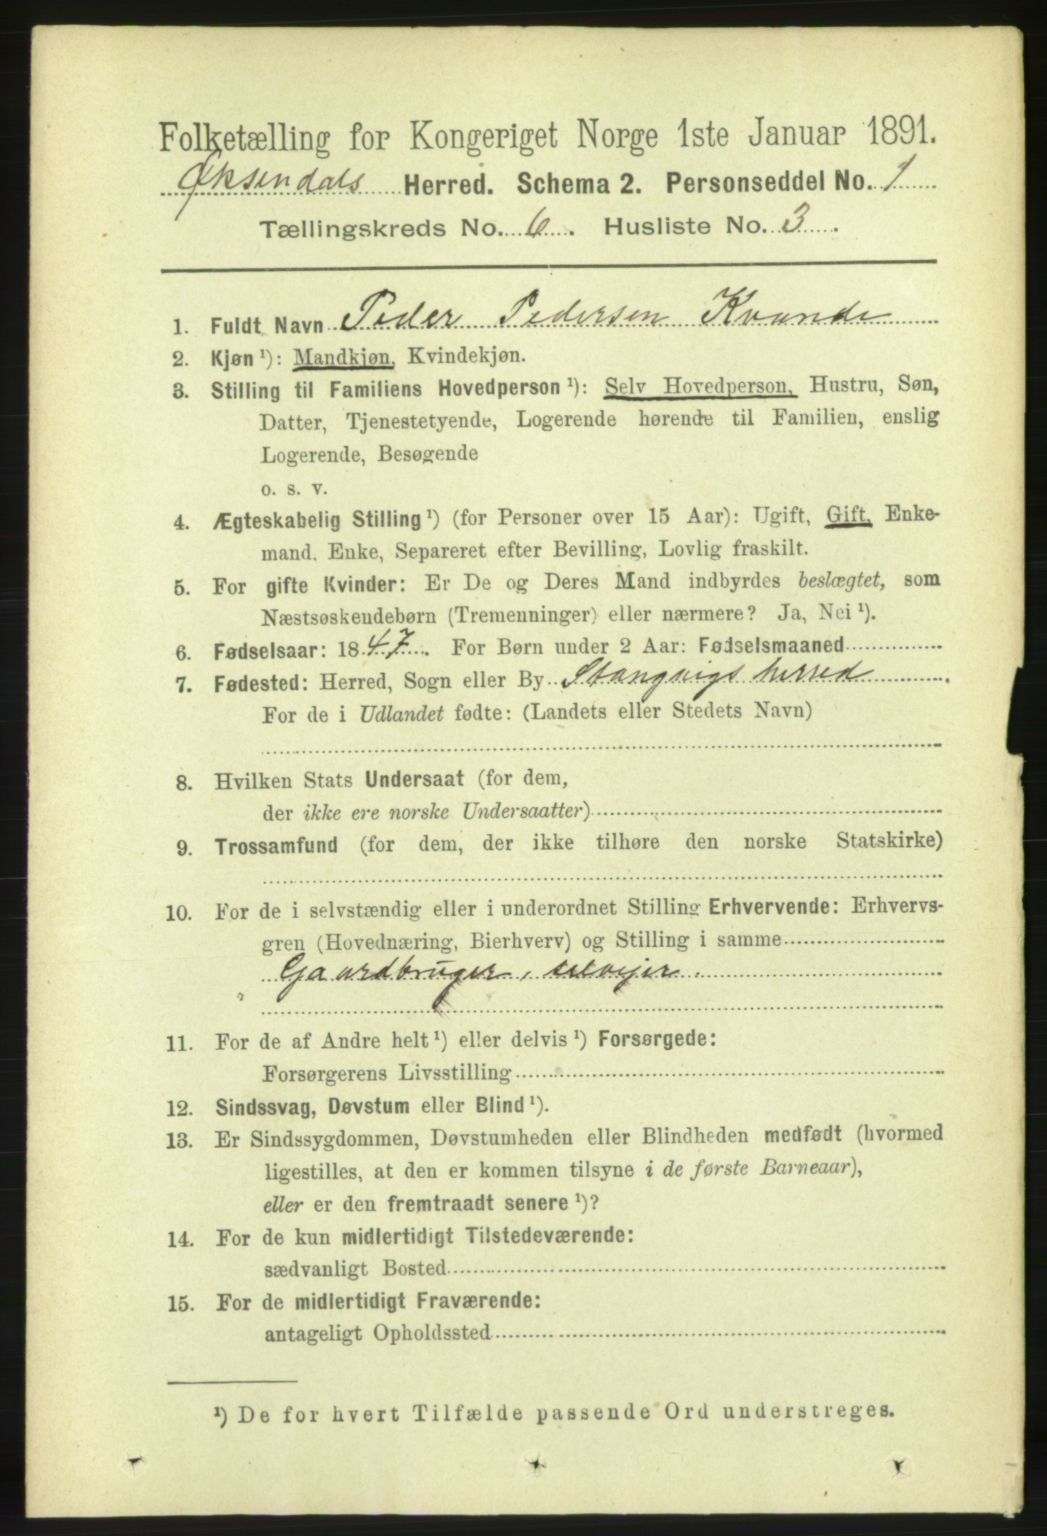 Folketælling for Kongeriget Norge 1ste Januar 1891.
Øksendals Herred. Schema 2. Personseddel No. 1
Tællingskreds No. 6. Husliste No. 3.
1. Fuldt Navn Peder Pedersen Kvande
2. Kjøn ¹): Mandkjøn, Kvindekjøn.
3. Stilling til Familiens Hovedperson ¹): Selv Hovedperson, Hustru, Søn,
Datter, Tjenestetyende, Logerende hørende til Familien, enslig
Logerende, Besøgende
o. s. v.
4. Ægteskabelig Stilling ¹) (for Personer over 15 Aar): Ugift, Gift, Enke-
mand, Enke, Separeret efter Bevilling, Lovlig fraskilt.
5. For gifte Kvinder: Er De og Deres Mand indbyrdes beslægtet, som
Næstsøskendebørn (Tremenninger) eller nærmere? Ja, Nei ¹).
6. Fødselsaar: 1847. For Børn under 2 Aar: Fødselsmaaned
7. Fødested: Herred, Sogn eller By Stangvigs herred.
For de i Udlandet fødte: (Landets eller Stedets Navn)
8. Hvilken Stats Undersaat (for dem,
der ikke ere norske Undersaatter)
9. Trossamfund (for dem, der ikke tilhøre den norske Statskirke)
10. For de i selvstændig eller i underordnet Stilling Erhvervende: Erhvervs-
gren (Hovednæring, Bierhverv) og Stilling i samme
Gaardbruger, selveier.
11. For de af Andre helt ¹) eller delvis ¹) Forsørgede:
Forsørgerens Livsstilling
12. Sindssvag, Døvstum eller Blind ¹).
13. Er Sindssygdommen, Døvstumheden eller Blindheden medfødt (hvormed
ligestilles, at den er kommen tilsyne i de første Barneaar),
eller er den fremtraadt senere ¹)?
14. For de kun midlertidigt Tilstedeværende:
sædvanligt Bosted
15. For de midlertidigt Fraværende:
antageligt Opholdssted
¹) De for hvert Tilfælde passende Ord understreges.